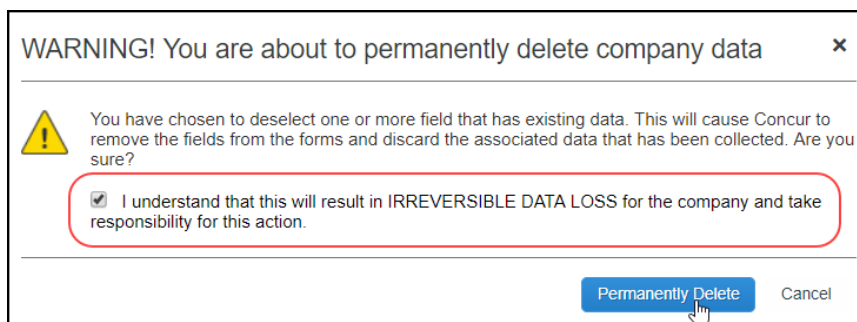 WARNING! You are about to permanently delete company data ×
You have chosen to deselect one or more field that has existing data. This will cause Concur to
remove the fields from the forms and discard the associated data that has been collected. Are you
sure?
I understand that this will result in IRREVERSIBLE DATA LOSS for the company and take
responsibility for this action.
Permanently Delete Cancel